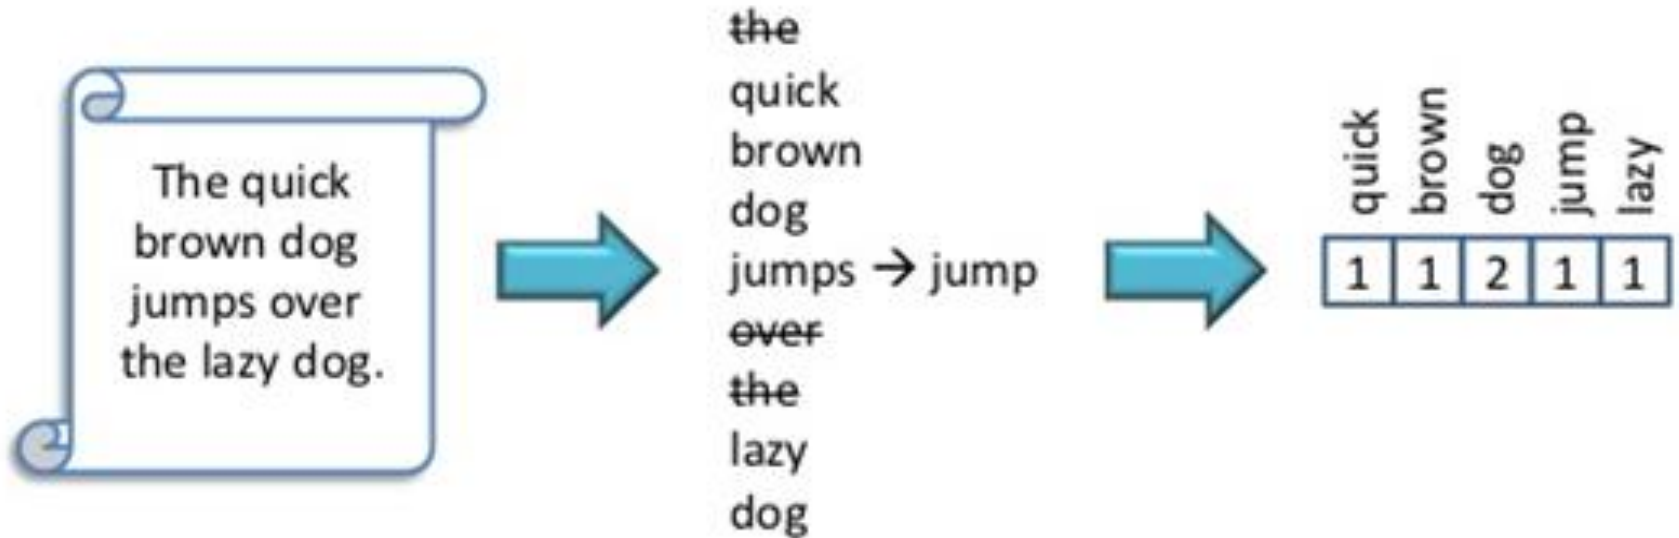 The quick
brown dog
jumps over
the lazy dog.
the
quick
brown
dog
jumps → jump
over
the
lazy
dog
quick brown dog jump lazy
1 1 2 1 1